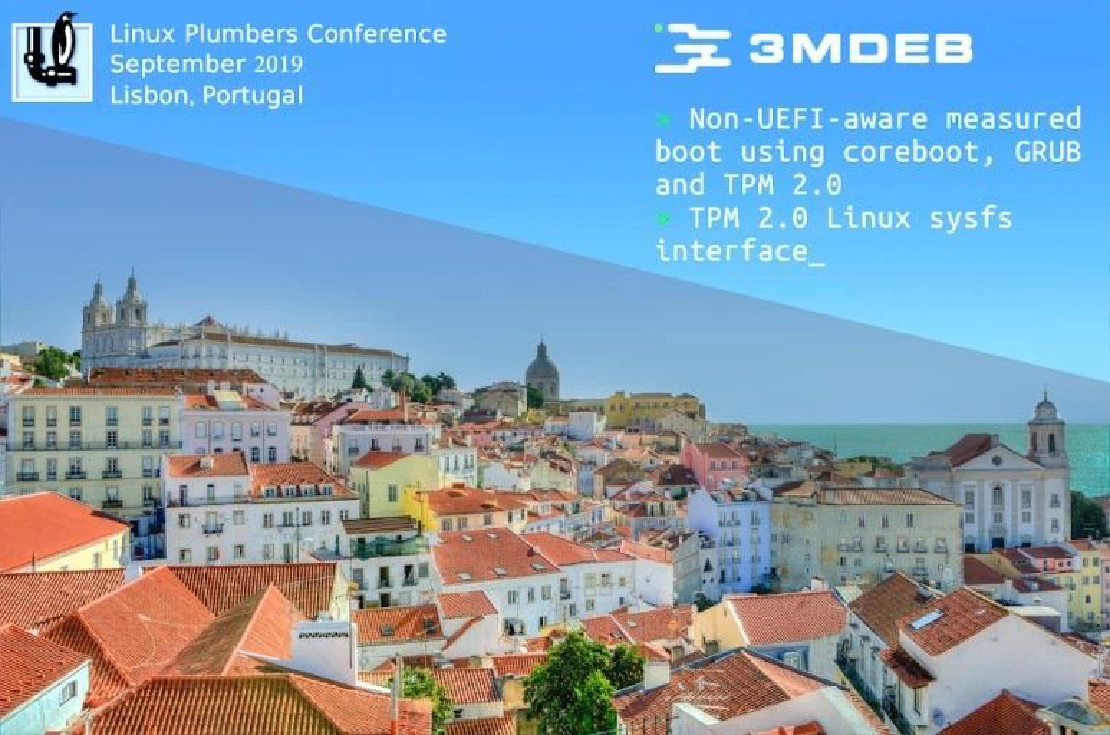 Linux Plumbers Conference
September 2019
Lisbon, Portugal
3MDEB
> Non-UEFI-aware measured
boot using coreboot, GRUB
and TPM 2.0
> TPM 2.0 Linux sysfs
interface_